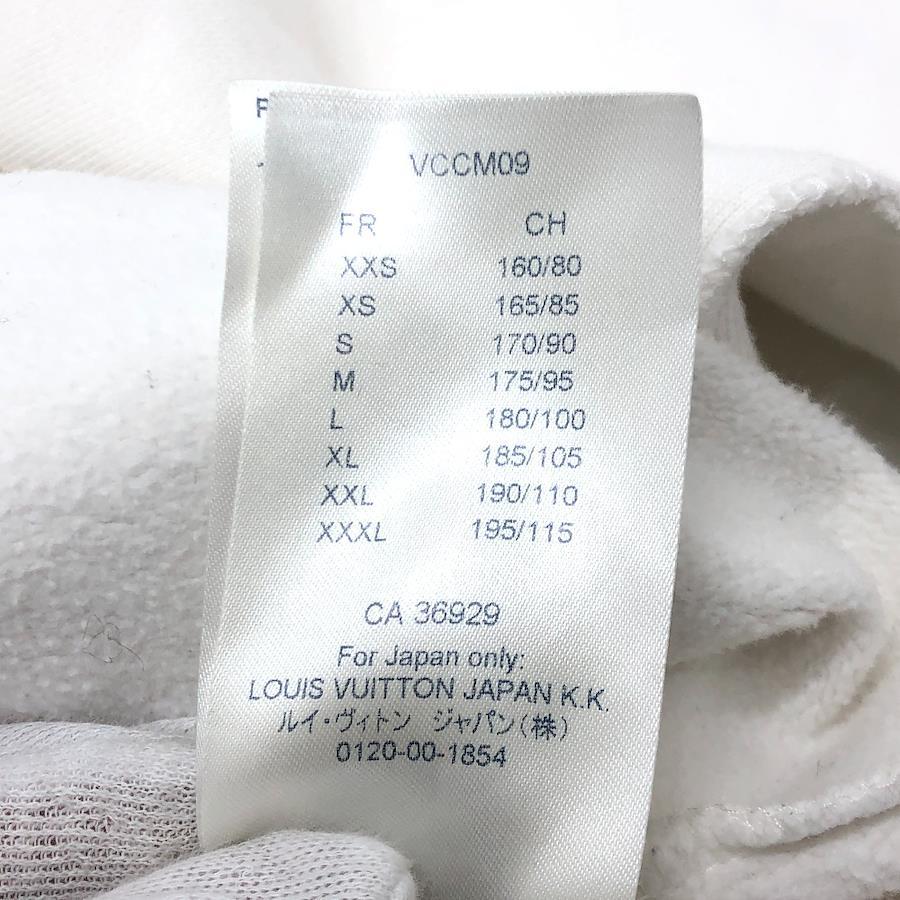 F
VCCM09
FR CH
XXS 160/80
XS 165/85
S 170/90
M 175/95
L 180/100
XL 185/105
XXL 190/110
XXXL 195/115
CA 36929
For Japan only:
LOUIS VUITTON JAPAN K.K.
ルイ・ヴィトン ジャパン(株)
0120-00-1854